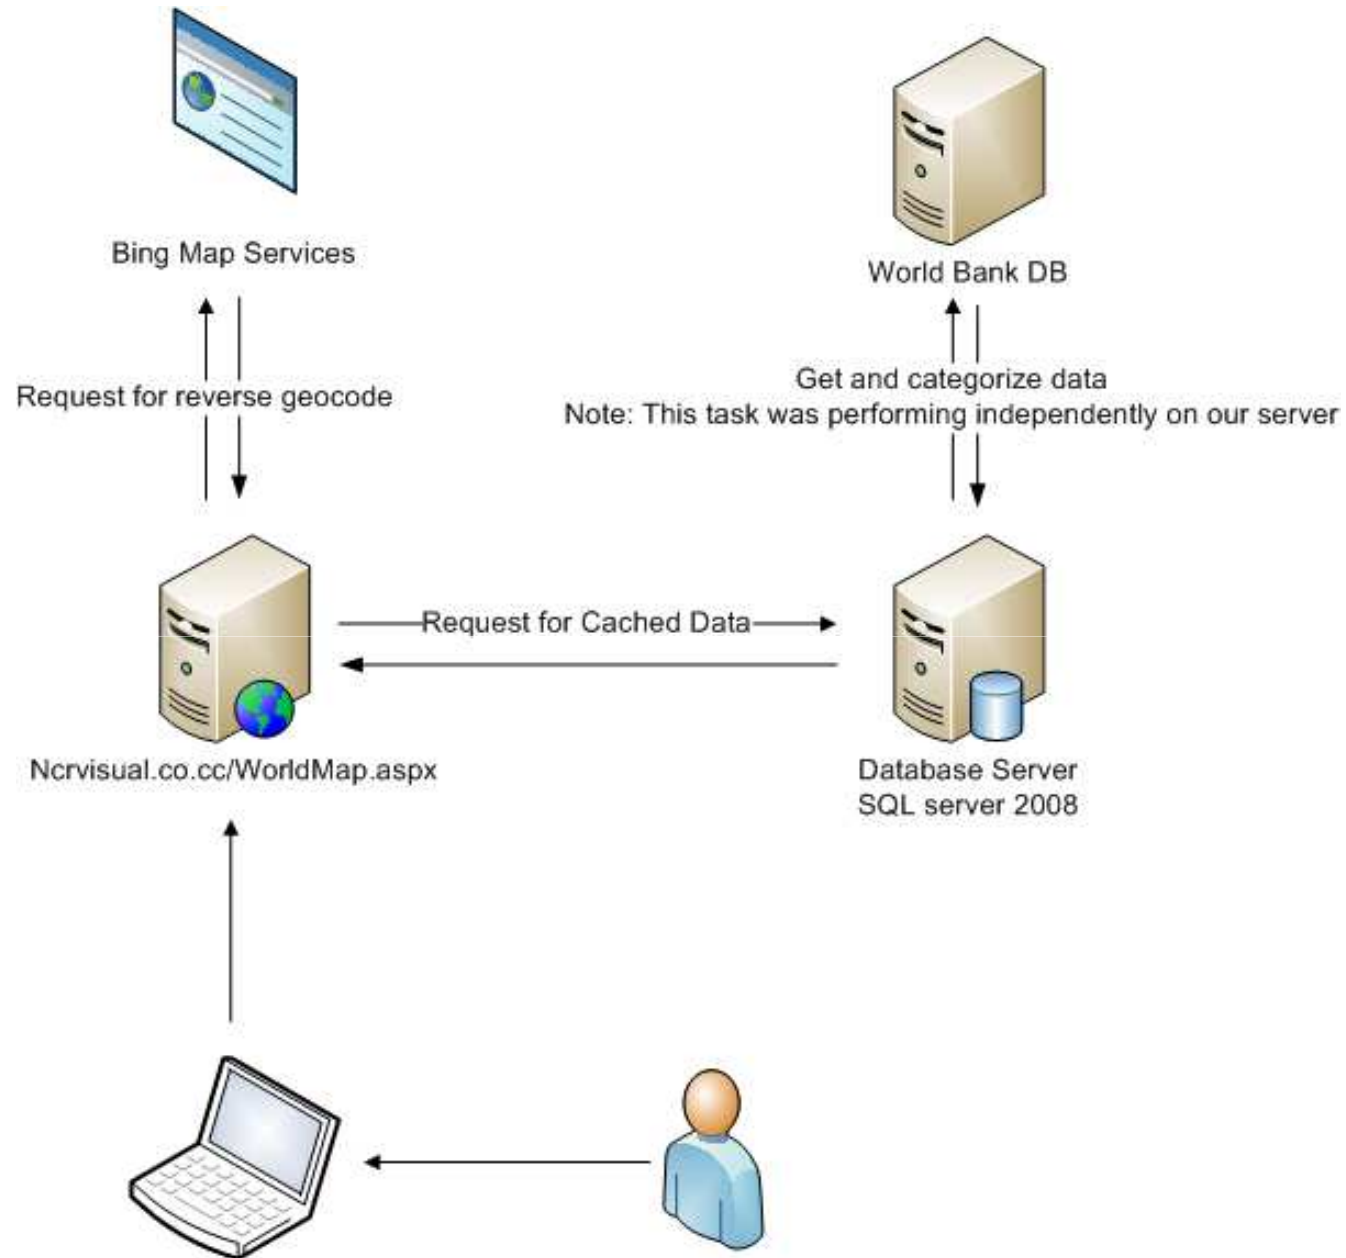 Bing Map Services
World Bank DB
Request for reverse geocode
Get and categorize data
Note: This task was performing independently on our server
Request for Cached Data
Ncrvisual.co.cc/WorldMap.aspx
Database Server
SQL server 2008